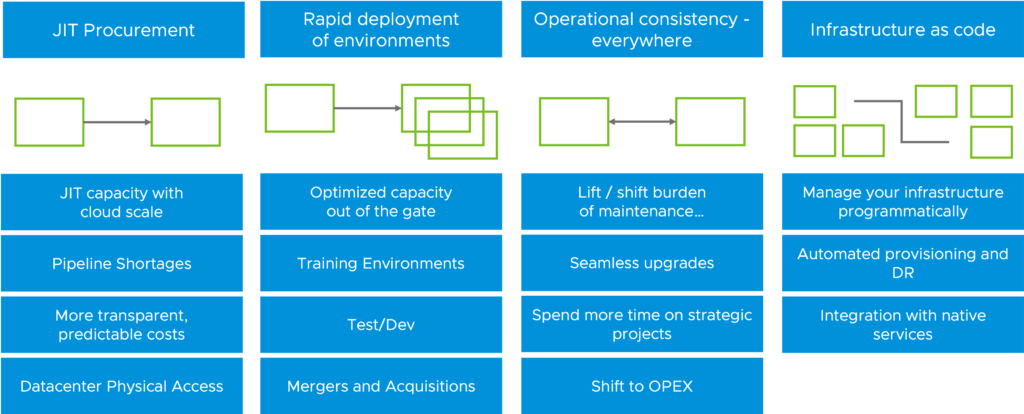 JIT Procurement
Rapid deployment
of environments
Operational consistency -
everywhere
Infrastructure as code
JIT capacity with
cloud scale
Pipeline Shortages
More transparent,
predictable costs
Datacenter Physical Access
Optimized capacity
out of the gate
Training Environments
Test/Dev
Mergers and Acquisitions
Lift / shift burden
of maintenance...
Seamless upgrades
Spend more time on strategic
projects
Shift to OPEX
Manage your infrastructure
programmatically
Automated provisioning and
DR
Integration with native
services